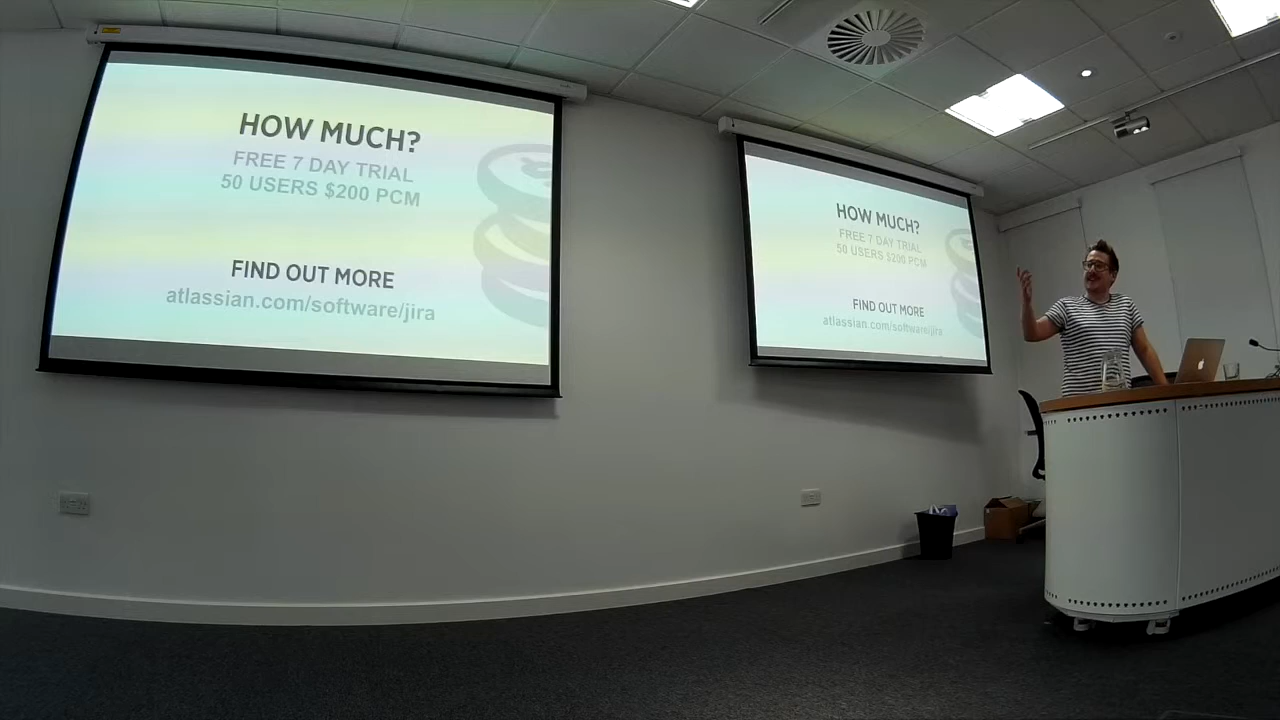 HOW MUCH?
FREE 7 DAY TRIAL
50 USERS $200 PCM
FIND OUT MORE
atlassian.com/software/jira
HOW MUCH?
FREE 7 DAY TRIAL
50 USERS $200 PCM
FIND OUT MORE
atlassian.com/software/jira